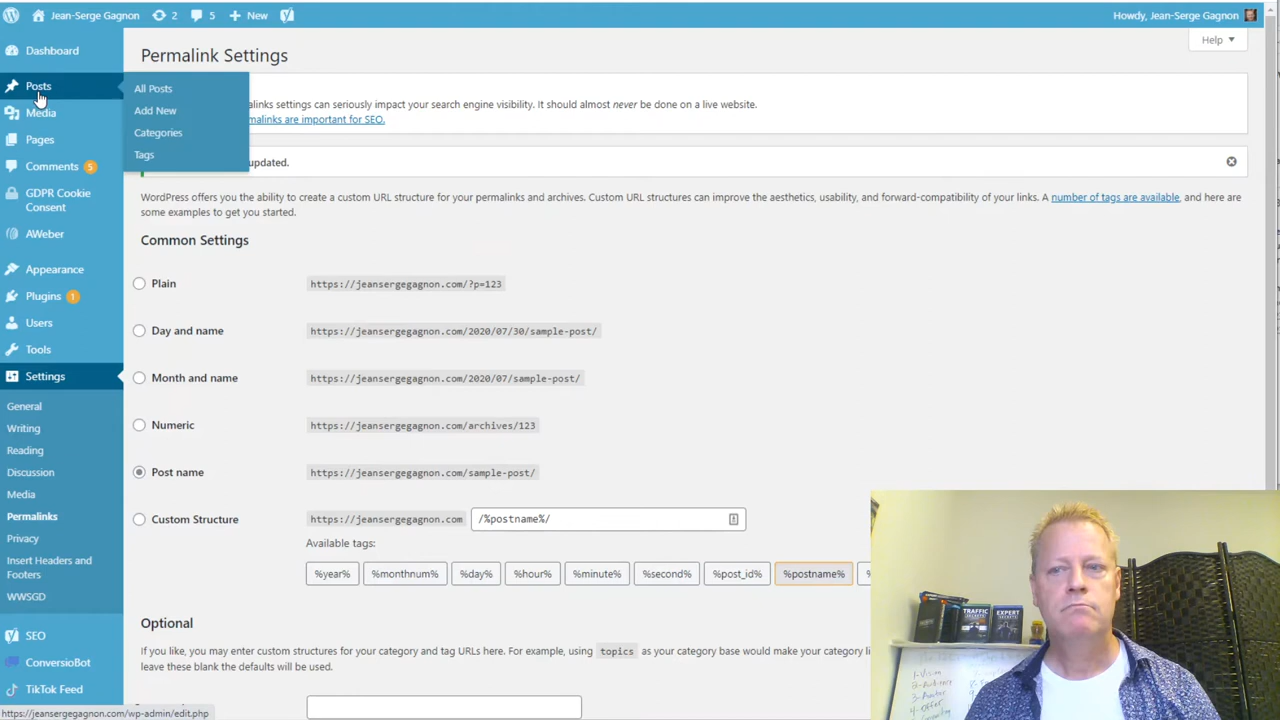 Jean-Serge Gagnon 2 5 New Howdy, Jean-Serge Gagnon
Help
Dashboard
Posts
Media
Pages
Comments 5
GDPR Cookie
Consent
AWeber
Appearance
Plugins 1
Users
Tools
Settings
General
Writing
Reading
Discussion
Media
Permalinks
Privacy
Insert Headers and
Footers
WWSGD
SEO
ConversioBot
TikTok Feed
All Posts
Add New
Categories
Tags
Permalink Settings
settings can seriously impact your search engine visibility. It should almost never be done on a live website.
are important for SEO.
updated.
WordPress offers you the ability to create a custom URL structure for your permalinks and archives. Custom URL structures can improve the aesthetics, usability, and forward-compatibility of your links. A number of tags are available, and here are
some examples to get you started.
Common Settings
Plain https://jeansergegagnon.com/?p=123
Day and name https://jeansergegagnon.com/2020/07/30/sample-post/
Month and name https://jeansergegagnon.com/2020/07/sample-post/
Numeric https://jeansergegagnon.com/archives/123
Post name https://jeansergegagnon.com/sample-post/
Custom Structure https://jeansergegagnon.com /%postname%/
Available tags:
%year% %monthnum% %day% %hour% %minute% %second% %post_id% %postname%
Optional
If you like, you may enter custom structures for your category and tag URLs here. For example, using topics as your category base would make your category
leave these blank the defaults will be used.
https://jeansergegagnon.com/wp-admin/edit.php
TRAFFIC
SECRETS
EXPERT
SECRETS
1-Vision
4-Offer